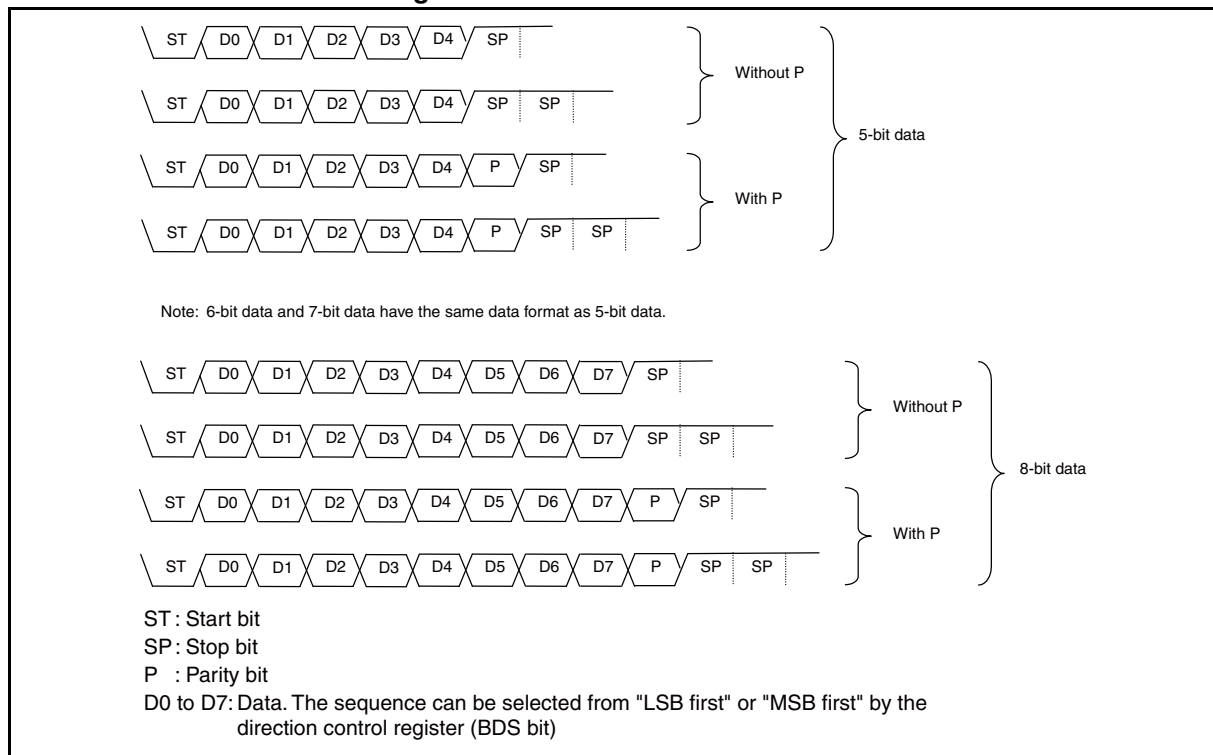 ST D0 D1 D2 D3 D4 SP
Without P
ST D0 D1 D2 D3 D4 SP SP
5-bit data
ST D0 D1 D2 D3 D4 P SP
With P
ST D0 D1 D2 D3 D4 P SP SP
Note: 6-bit data and 7-bit data have the same data format as 5-bit data.
ST D0 D1 D2 D3 D4 D5 D6 D7 SP
Without P
ST D0 D1 D2 D3 D4 D5 D6 D7 SP SP
8-bit data
ST D0 D1 D2 D3 D4 D5 D6 D7 P SP
With P
ST D0 D1 D2 D3 D4 D5 D6 D7 P SP SP
ST : Start bit
SP : Stop bit
P : Parity bit
D0 to D7: Data. The sequence can be selected from "LSB first" or "MSB first" by the
direction control register (BDS bit)